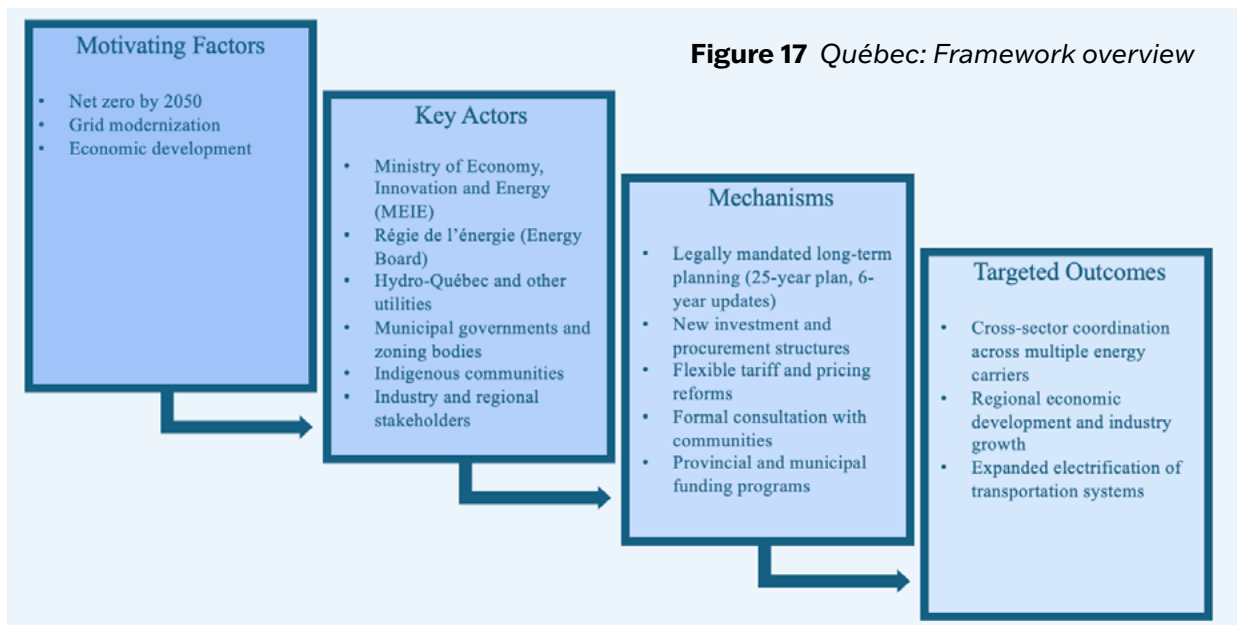 Figure 17 Québec: Framework overview
Motivating Factors
• Net zero by 2050
• Grid modernization
• Economic development
Key Actors
• Ministry of Economy,
Innovation and Energy
(MEIE)
• Régie de l’énergie (Energy
Board)
• Hydro-Québec and other
utilities
• Municipal governments and
zoning bodies
• Indigenous communities
• Industry and regional
stakeholders
Mechanisms
• Legally mandated long-term
planning (25-year plan, 6-
year updates)
• New investment and
procurement structures
• Flexible tariff and pricing
reforms
• Formal consultation with
communities
• Provincial and municipal
funding programs
Targeted Outcomes
• Cross-sector coordination
across multiple energy
carriers
• Regional economic
development and industry
growth
• Expanded electrification of
transportation systems